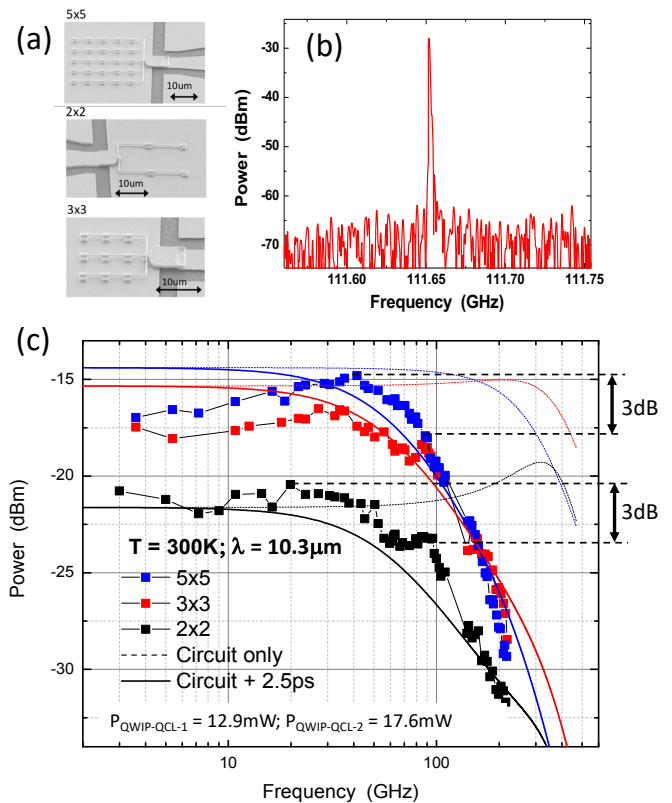 (a)
5x5
10um
2x2
10um
3x3
10um
(b)
-30
-40
-50
-60
-70
Power (dBm)
111.60
111.65
111.70
111.75
Frequency (GHz)
(c)
-15
-20
-25
-30
Power (dBm)
3dB
3dB
T = 300K; λ = 10.3μm
5x5
3x3
2x2
Circuit only
Circuit + 2.5ps
P_QWIP-QCL-1 = 12.9mW; P_QWIP-QCL-2 = 17.6mW
10
100
Frequency (GHz)